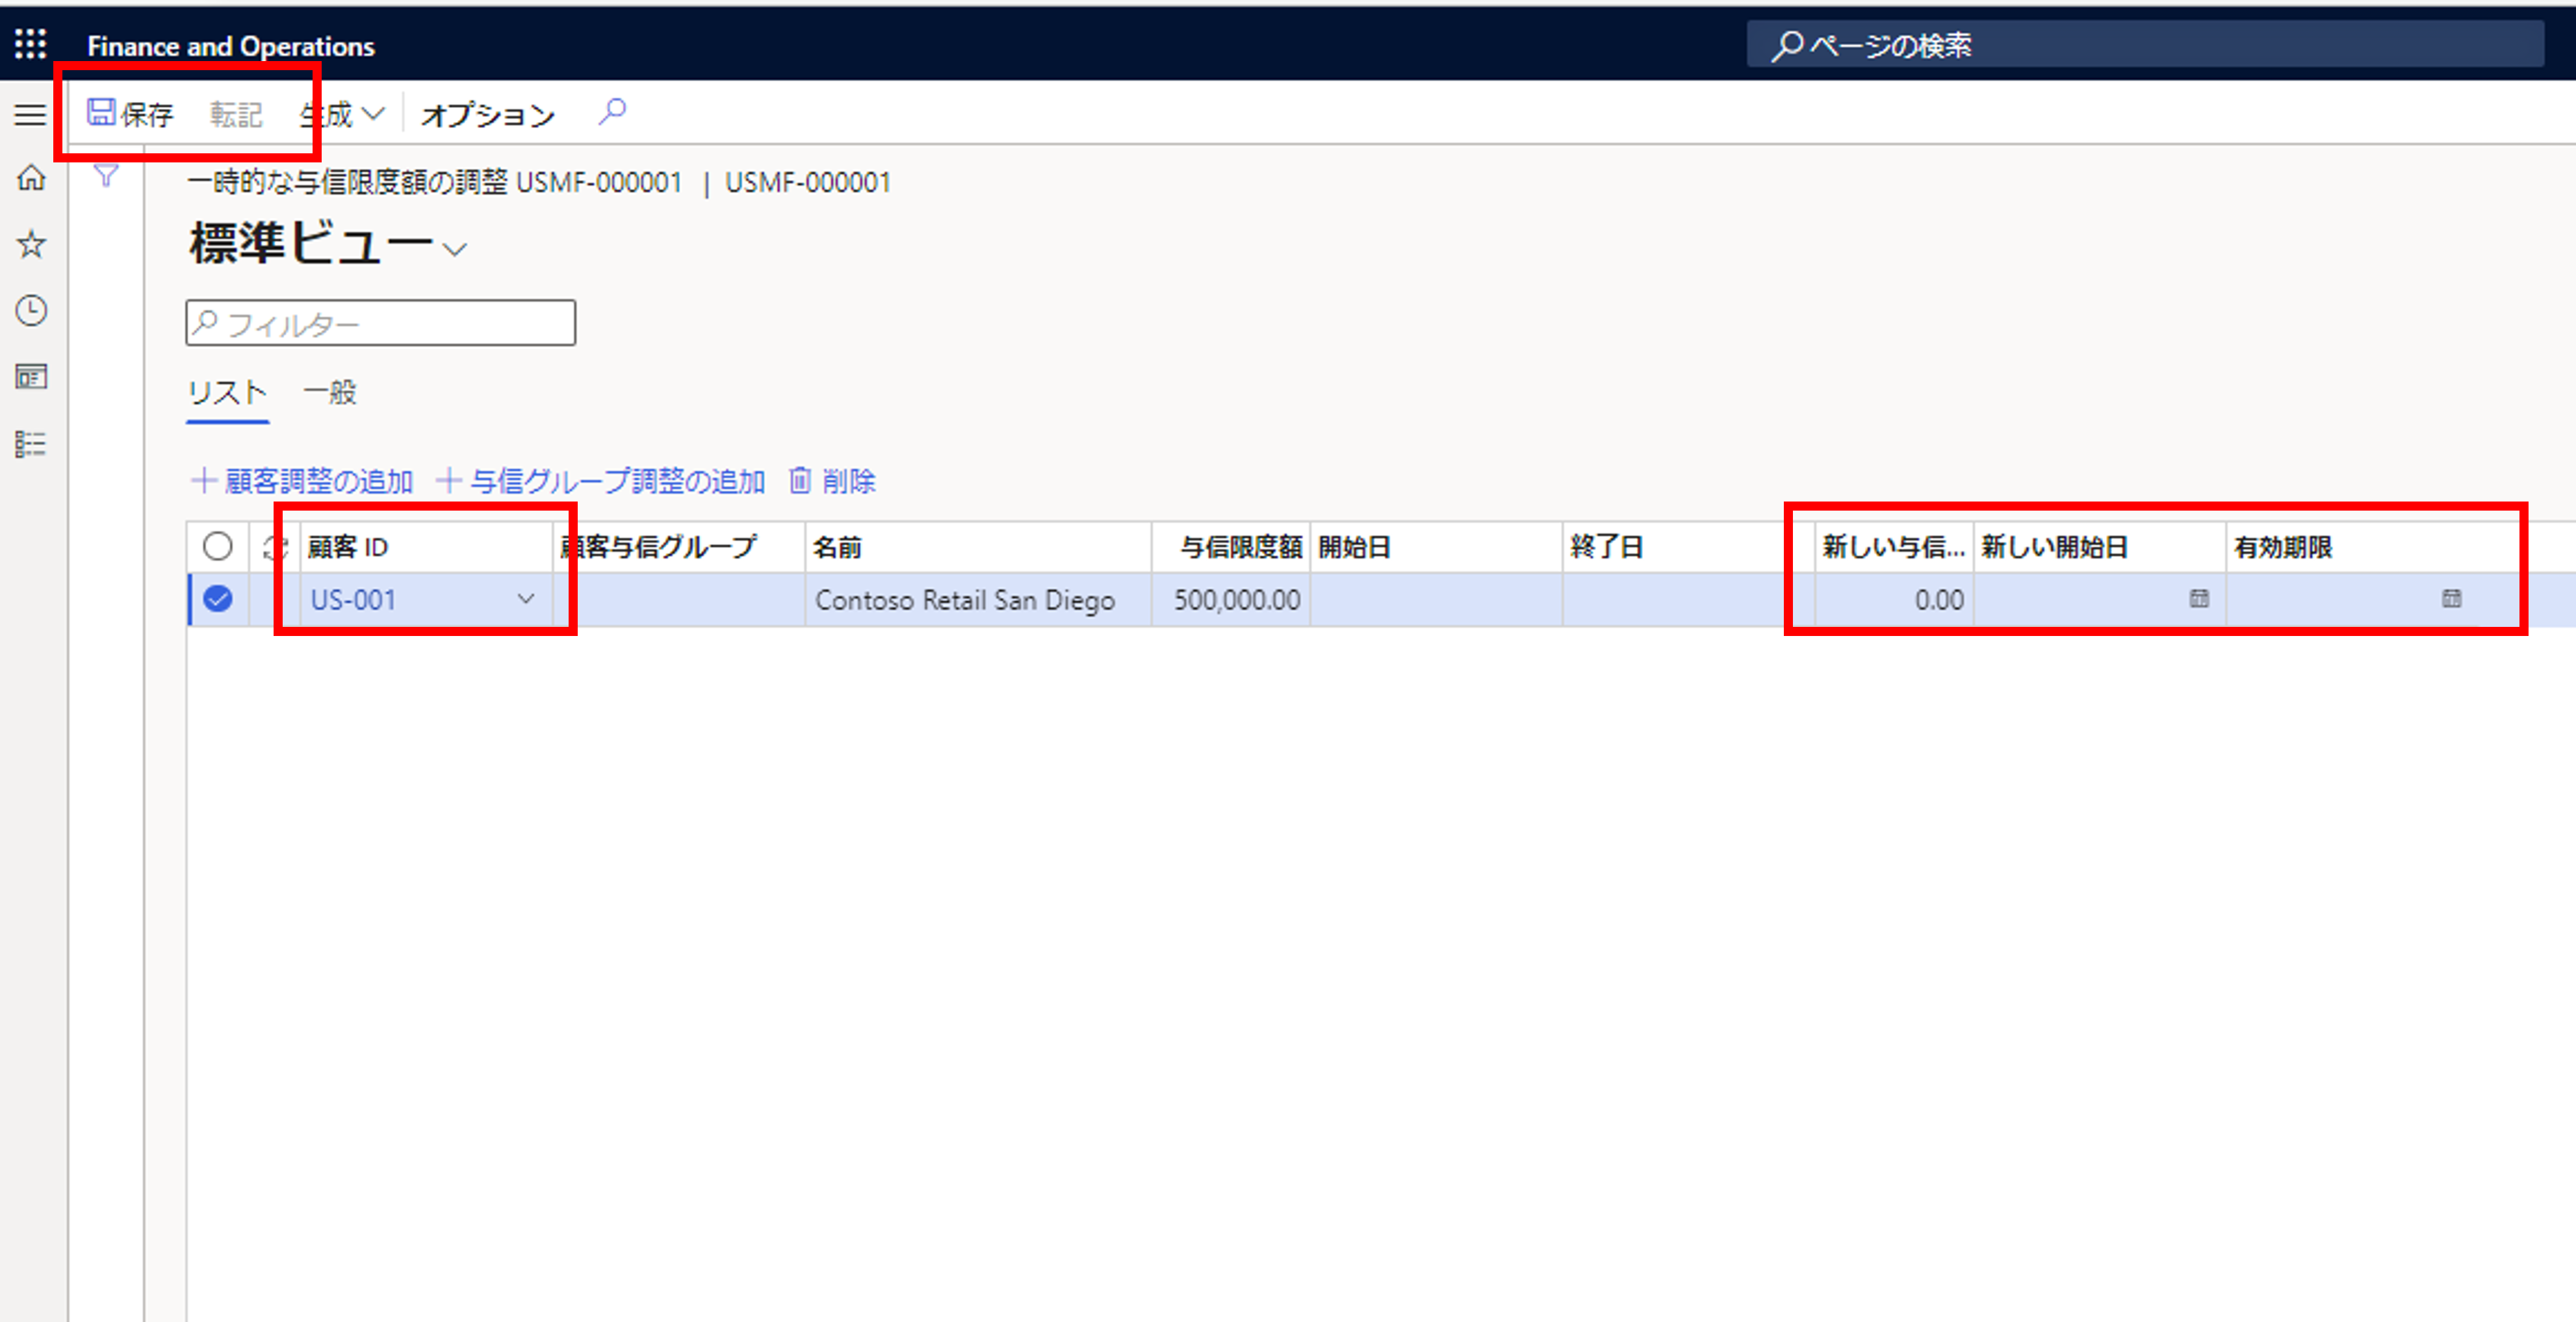 Finance and Operations
ページの検索
保存 転記 生成 オプション
一時的な与信限度額の調整 USMF-000001 | USMF-000001
標準ビュー
フィルター
リスト 一般
顧客調整の追加 与信グループ調整の追加 削除
顧客 ID 顧客与信グループ 名前 与信限度額 開始日 終了日 新しい与信... 新しい開始日 有効期限
US-001 Contoso Retail San Diego 500,000.00 0.00